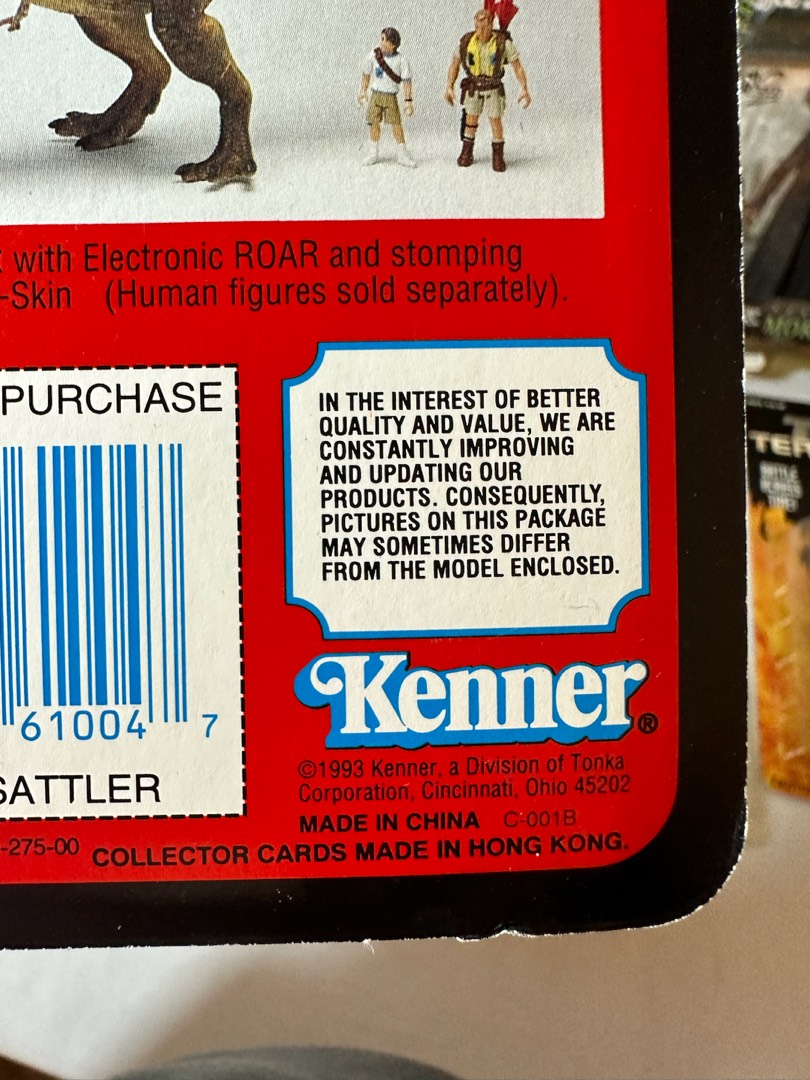 with Electronic ROAR and stomping
-Skin (Human figures sold separately).
PURCHASE
61004 7
SATTLER
IN THE INTEREST OF BETTER
QUALITY AND VALUE, WE ARE
CONSTANTLY IMPROVING
AND UPDATING OUR
PRODUCTS. CONSEQUENTLY,
PICTURES ON THIS PACKAGE
MAY SOMETIMES DIFFER
FROM THE MODEL ENCLOSED.
Kenner®
©1993 Kenner, a Division of Tonka
Corporation, Cincinnati, Ohio 45202
MADE IN CHINA C-001B
-275-00 COLLECTOR CARDS MADE IN HONG KONG.
TER